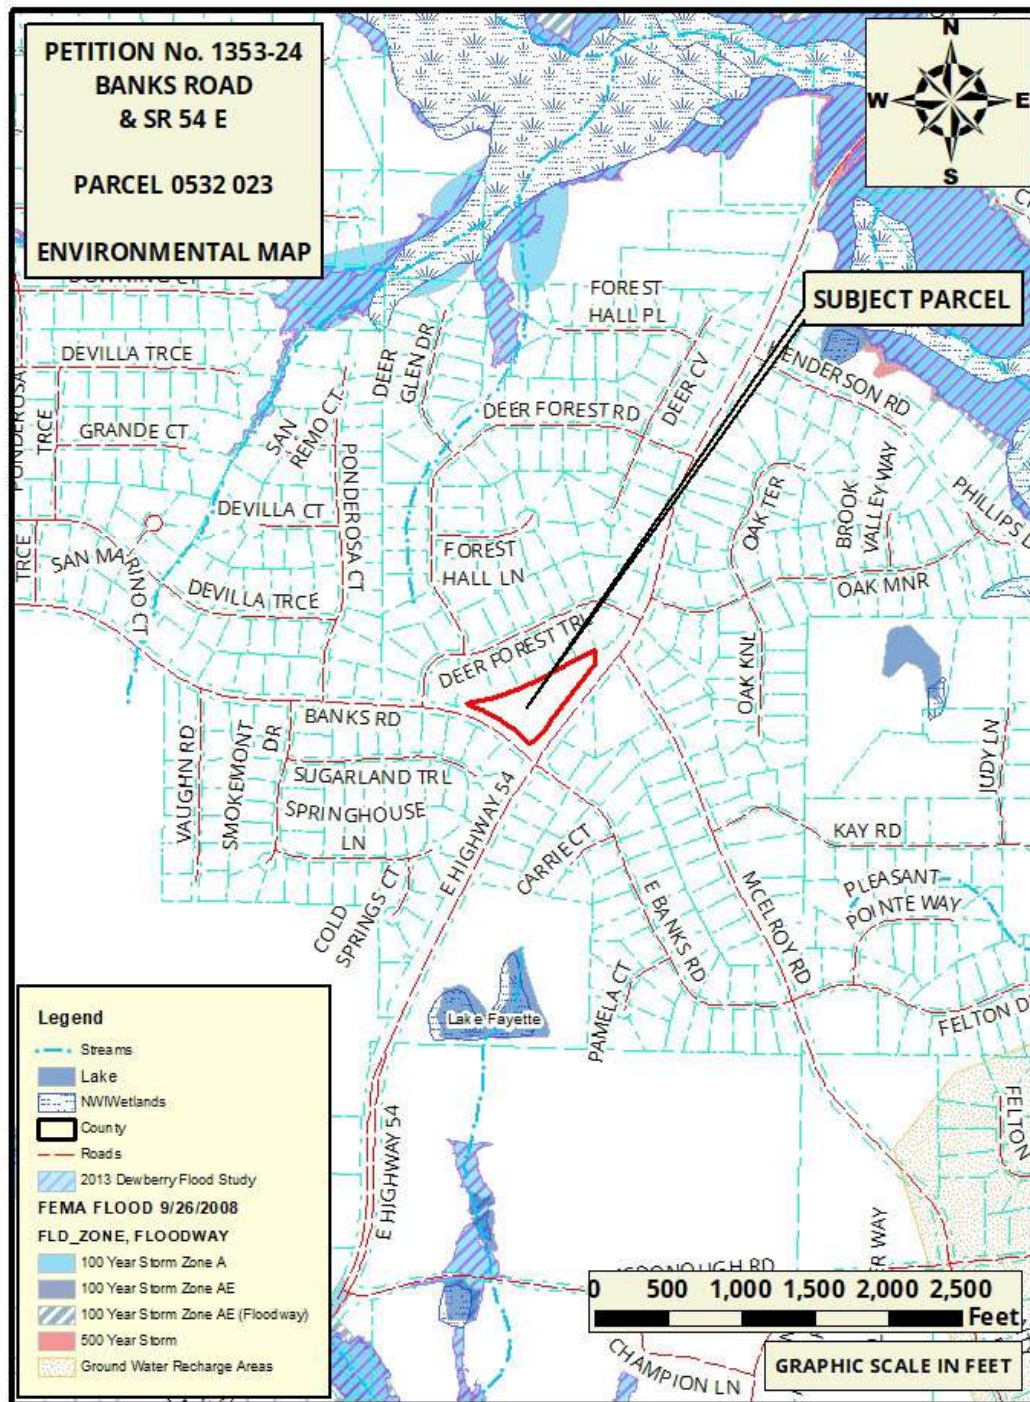 PETITION No. 1353-24
BANKS ROAD
& SR 54 E
PARCEL 0532 023
ENVIRONMENTAL MAP
N
W
E
S
SUBJECT PARCEL
FOREST
HALL PL
DEVILLA TRCE
DEER
GLEN DR
DEER CV
ENDERSON RD
PONDEROSA
TRCE
GRANDE CT
SAN
REMO CT
DEER FOREST RD
PONDEROSA CT
OAK TER
BROOK
VALLEY WAY
PHILLIPS D
DEVILLA CT
TRCE
SAN MARINO CT
FOREST
HALL LN
DEVILLA TRCE
OAK MNR
DEER FOREST TRL
OAK KNL
BANKS RD
VAUGHN RD
SMOKEMONT
DR
SUGARLAND TRL
SPRINGHOUSE
LN
E HIGHWAY 54
CARRIE CT
JUDY LN
KAY RD
COLD
SPRINGS CT
E BANKS RD
MCELROY RD
PLEASANT
POINTE WAY
PAMELA CT
Lake Fayette
FELTON D
FELTON
E HIGHWAY 54
ER WAY
Legend
Streams
Lake
NWIWetlands
County
Roads
2013 Dewberry Flood Study
FEMA FLOOD 9/26/2008
FLD_ZONE, FLOODWAY
100 Year Storm Zone A
100 Year Storm Zone AE
100 Year Storm Zone AE (Floodway)
500 Year Storm
Ground Water Recharge Areas
0 500 1,000 1,500 2,000 2,500
Feet
CHAMPION LN
GRAPHIC SCALE IN FEET